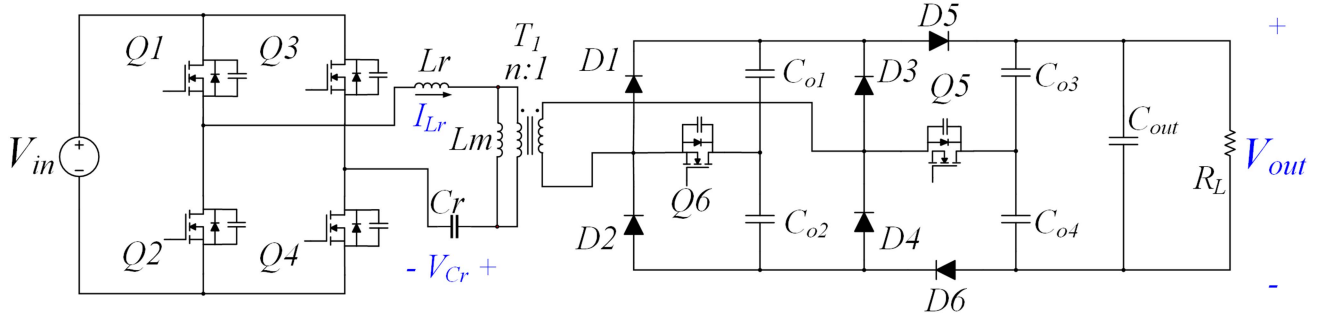 Q1
Q3
Lr
T1
n:1
D1
Co1
D5
D3
Q5
Co3
+
ILr
Lm
Cout
Vin
+
-
Vout
RL
Cr
Q6
Q2
Q4
D2
Co2
D4
Co4
- VCr +
D6
-